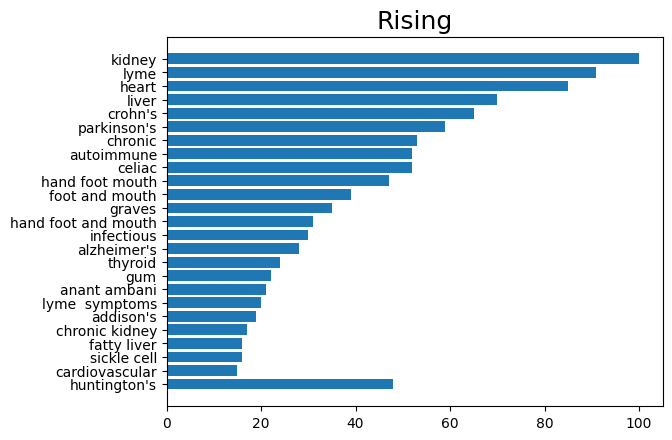 Rising
kidney
lyme
heart
liver
crohn's
parkinson's
chronic
autoimmune
celiac
hand foot mouth
foot and mouth
graves
hand foot and mouth
infectious
alzheimer's
thyroid
gum
anant ambani
lyme  symptoms
addison's
chronic kidney
fatty liver
sickle cell
cardiovascular
huntington's
0 20 40 60 80 100